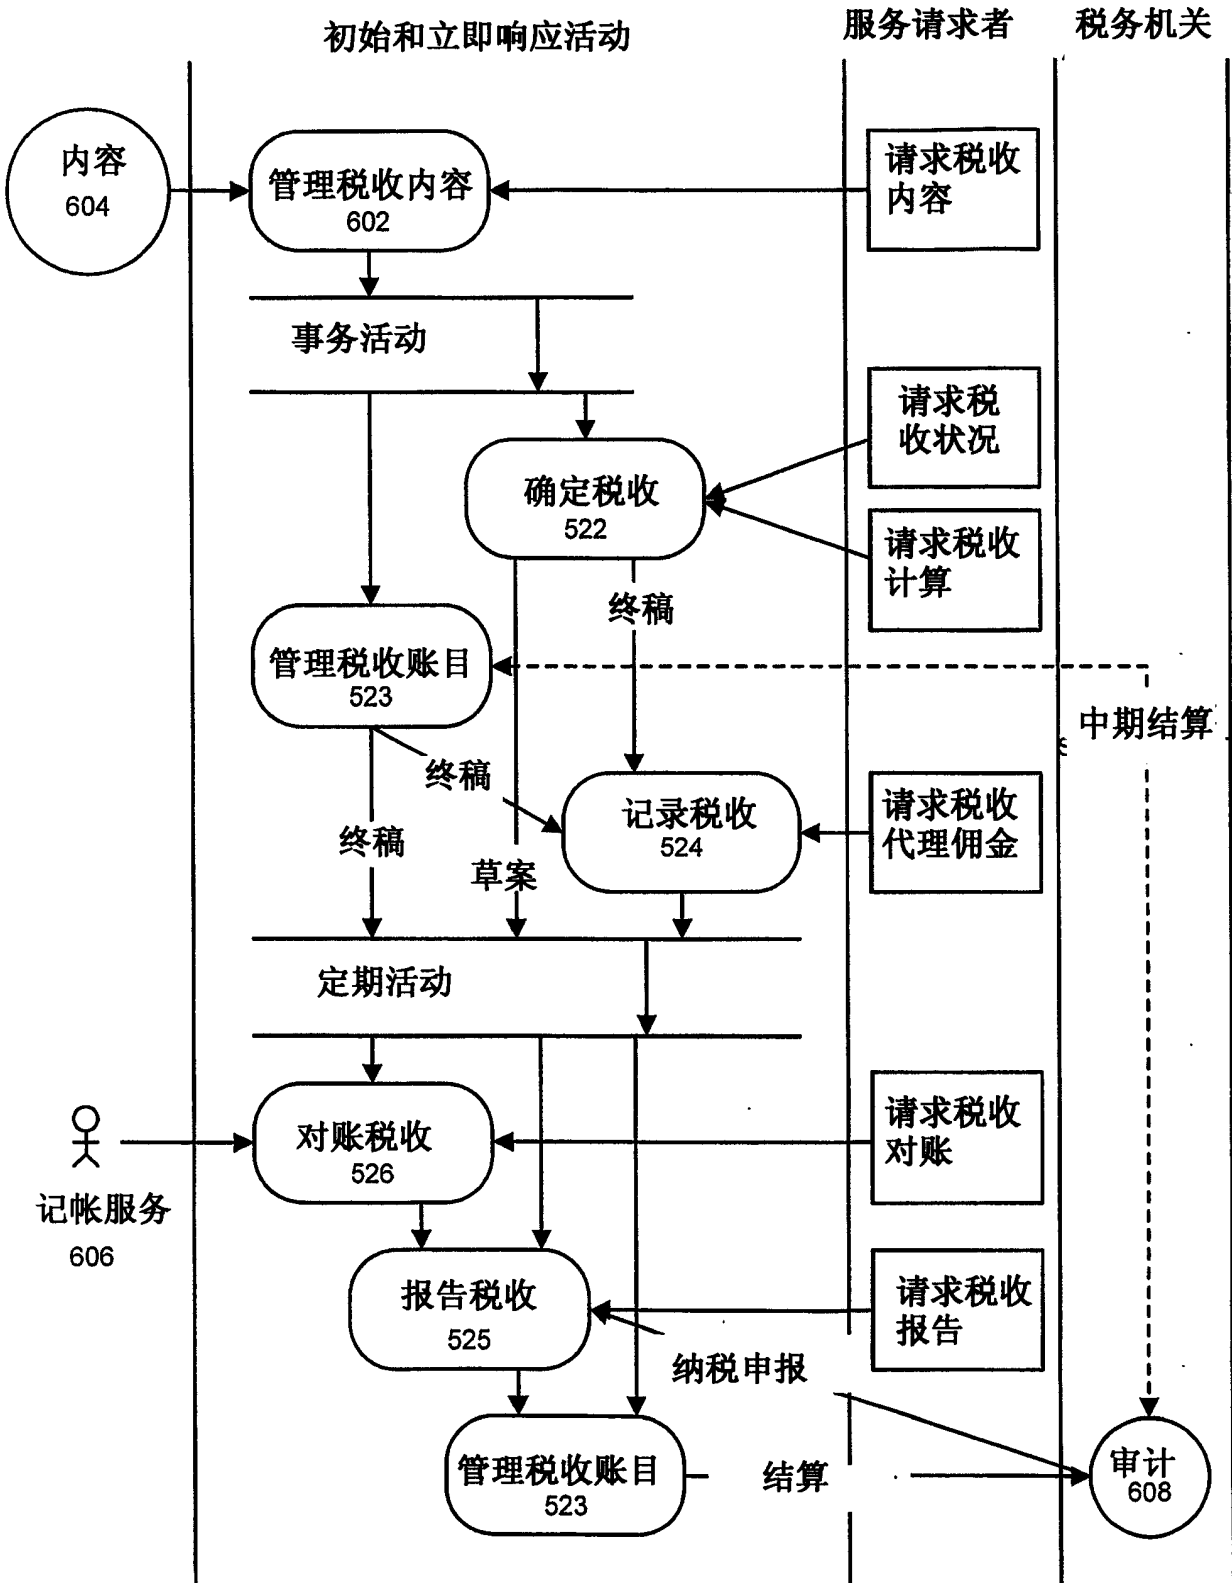 初始和立即响应活动
服务请求者
税务机关
内容
604
管理税收内容
602
请求税收
内容
事务活动
请求税
收状况
确定税收
522
请求税收
计算
终稿
管理税收账目
523
中期结算
终稿
记录税收
524
请求税收
代理佣金
终稿
草案
定期活动
对账税收
526
请求税收
对账
记帐服务
606
报告税收
525
请求税收
报告
纳税申报
管理税收账目
523
结算
审计
608